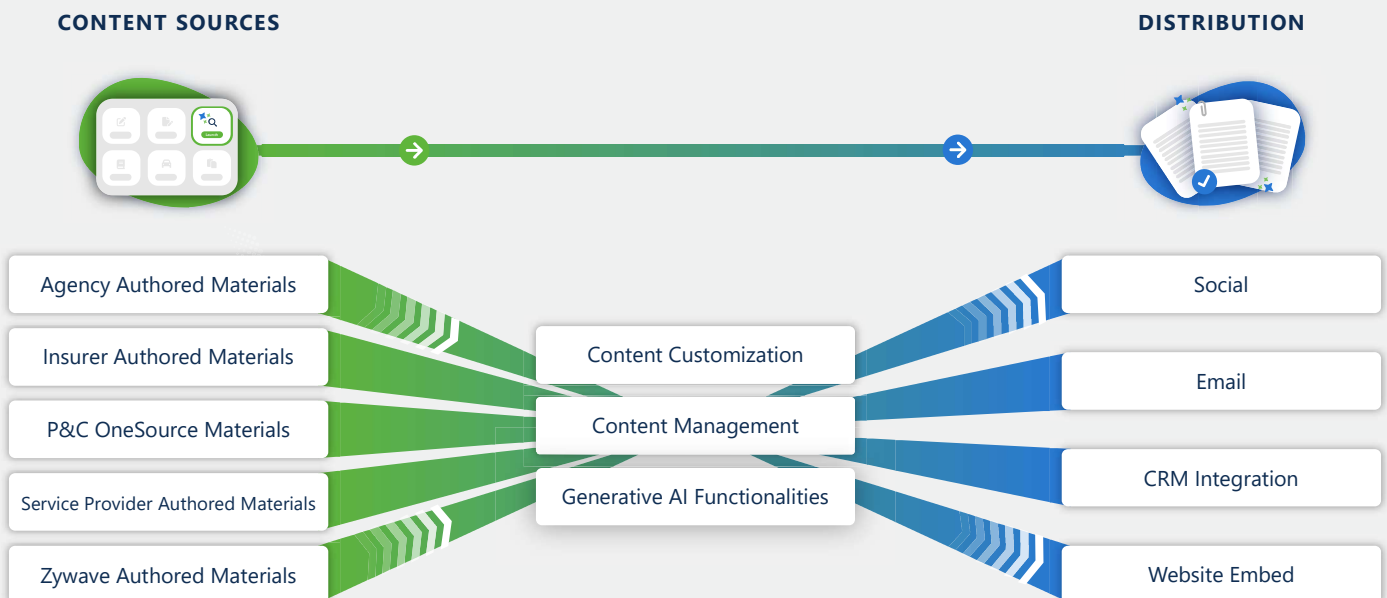 CONTENT SOURCES
DISTRIBUTION
Launch
Agency Authored Materials
Insurer Authored Materials
P&C OneSource Materials
Service Provider Authored Materials
Zywave Authored Materials
Content Customization
Content Management
Generative AI Functionalities
Social
Email
CRM Integration
Website Embed